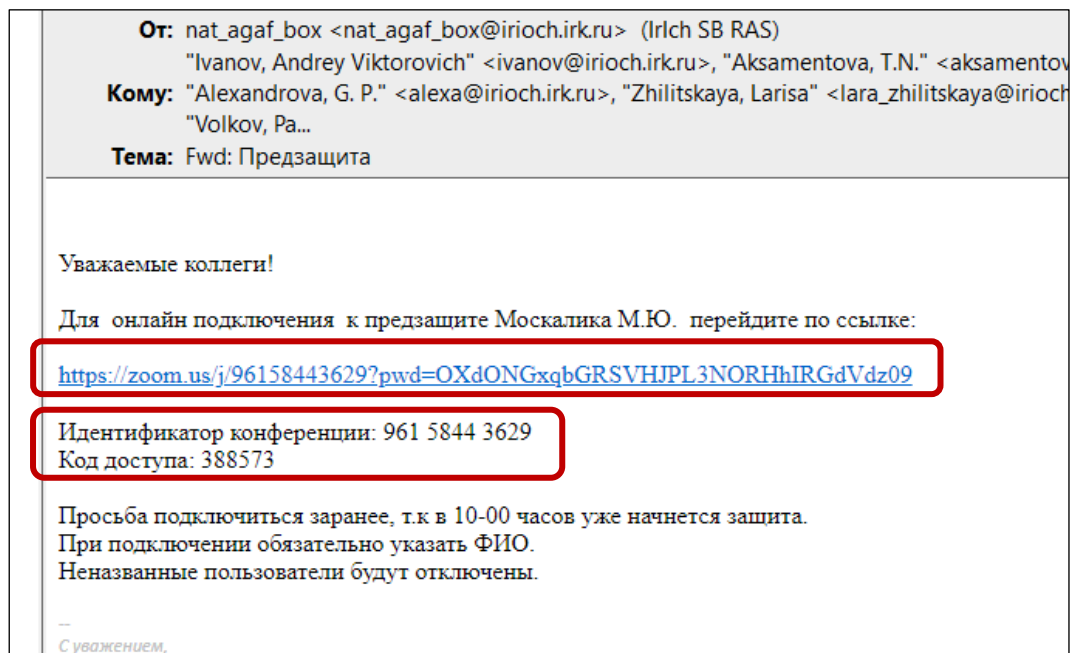 От: nat_agaf_box <nat_agaf_box@irioch.irk.ru> (IrIch SB RAS)
"Ivanov, Andrey Viktorovich" <ivanov@irioch.irk.ru>, "Aksamentova, T.N." <aksamentov
Кому: "Alexandrova, G. P." <alexa@irioch.irk.ru>, "Zhilitskaya, Larisa" <lara_zhilitskaya@irioch
"Volkov, Pa...
Тема: Fwd: Предзащита
Уважаемые коллеги!
Для онлайн подключения к предзащите Москалика М.Ю. перейдите по ссылке:
https://zoom.us/j/96158443629?pwd=OXdONGxqbGRSVHJPL3NORHhIRGdVdz09
Идентификатор конференции: 961 5844 3629
Код доступа: 388573
Просьба подключиться заранее, т.к в 10-00 часов уже начнется защита.
При подключении обязательно указать ФИО.
Неназванные пользователи будут отключены.
--
С уважением,